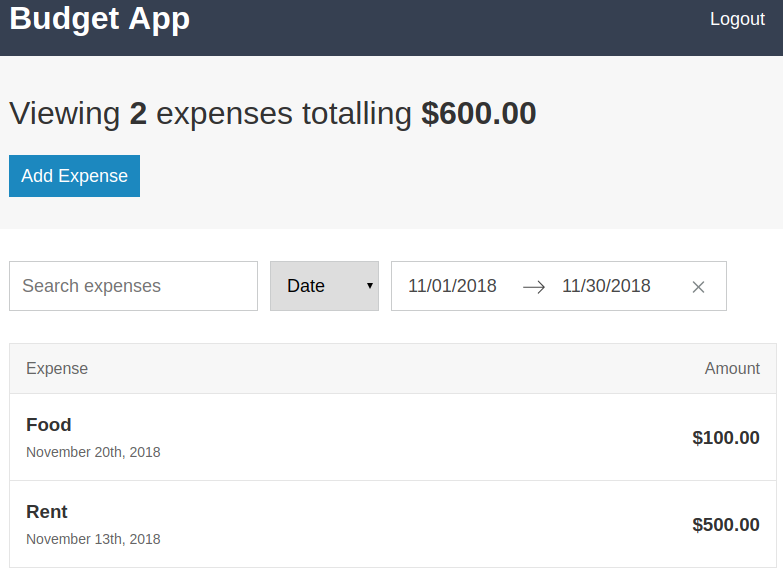 Budget App
Logout
Viewing 2 expenses totalling $600.00
Add Expense
Search expenses
Date
11/01/2018
11/30/2018
Expense
Amount
Food
November 20th, 2018
$100.00
Rent
November 13th, 2018
$500.00